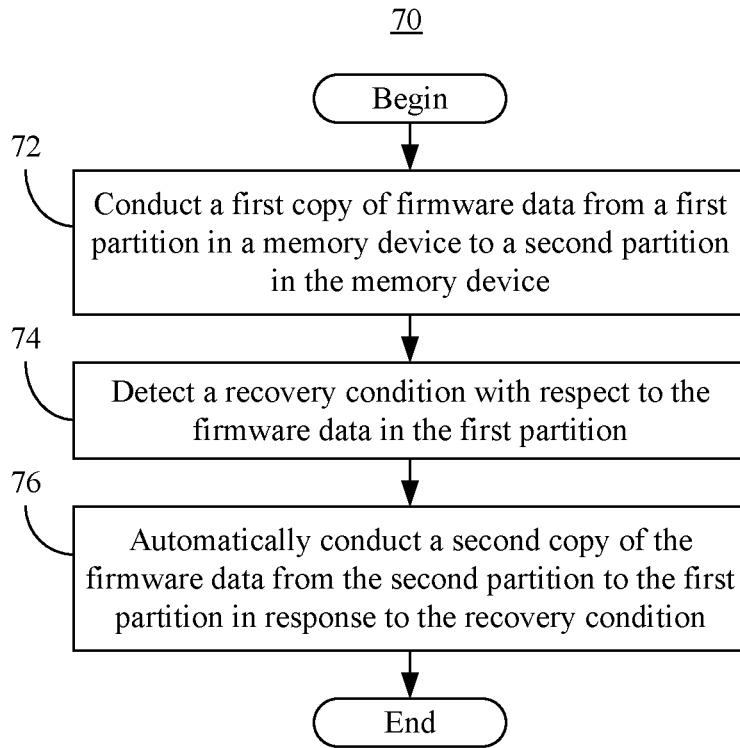 70
Begin
72
Conduct a first copy of firmware data from a first
partition in a memory device to a second partition
in the memory device
74
Detect a recovery condition with respect to the
firmware data in the first partition
76
Automatically conduct a second copy of the
firmware data from the second partition to the first
partition in response to the recovery condition
End